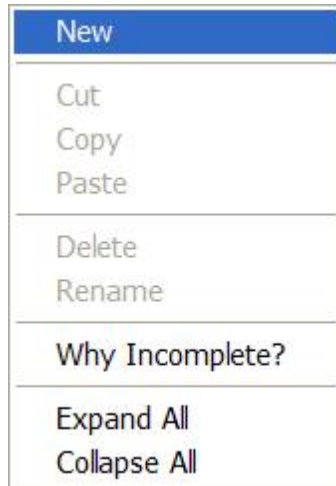 New
Cut
Copy
Paste
Delete
Rename
Why Incomplete?
Expand All
Collapse All